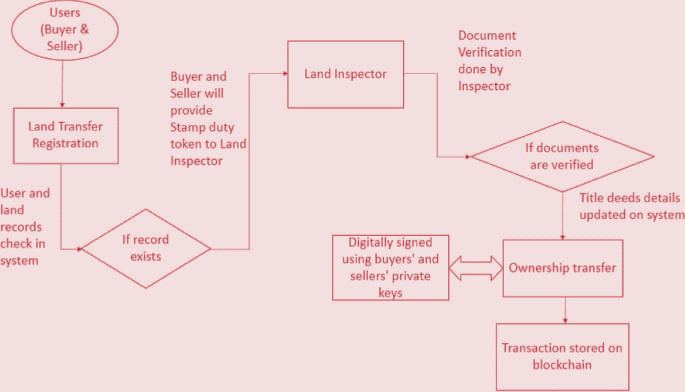 Users
(Buyer &
Seller)
Land Transfer
Registration
User and
land
records
check in
system
If record
exists
Buyer and
Seller will
provide
Stamp duty
token to Land
Inspector
Land Inspector
Document
Verification
done by
Inspector
If documents
are verified
Title deeds details
updated on system
Digitally signed
using buyers' and
sellers' private
keys
Ownership transfer
Transaction stored on
blockchain